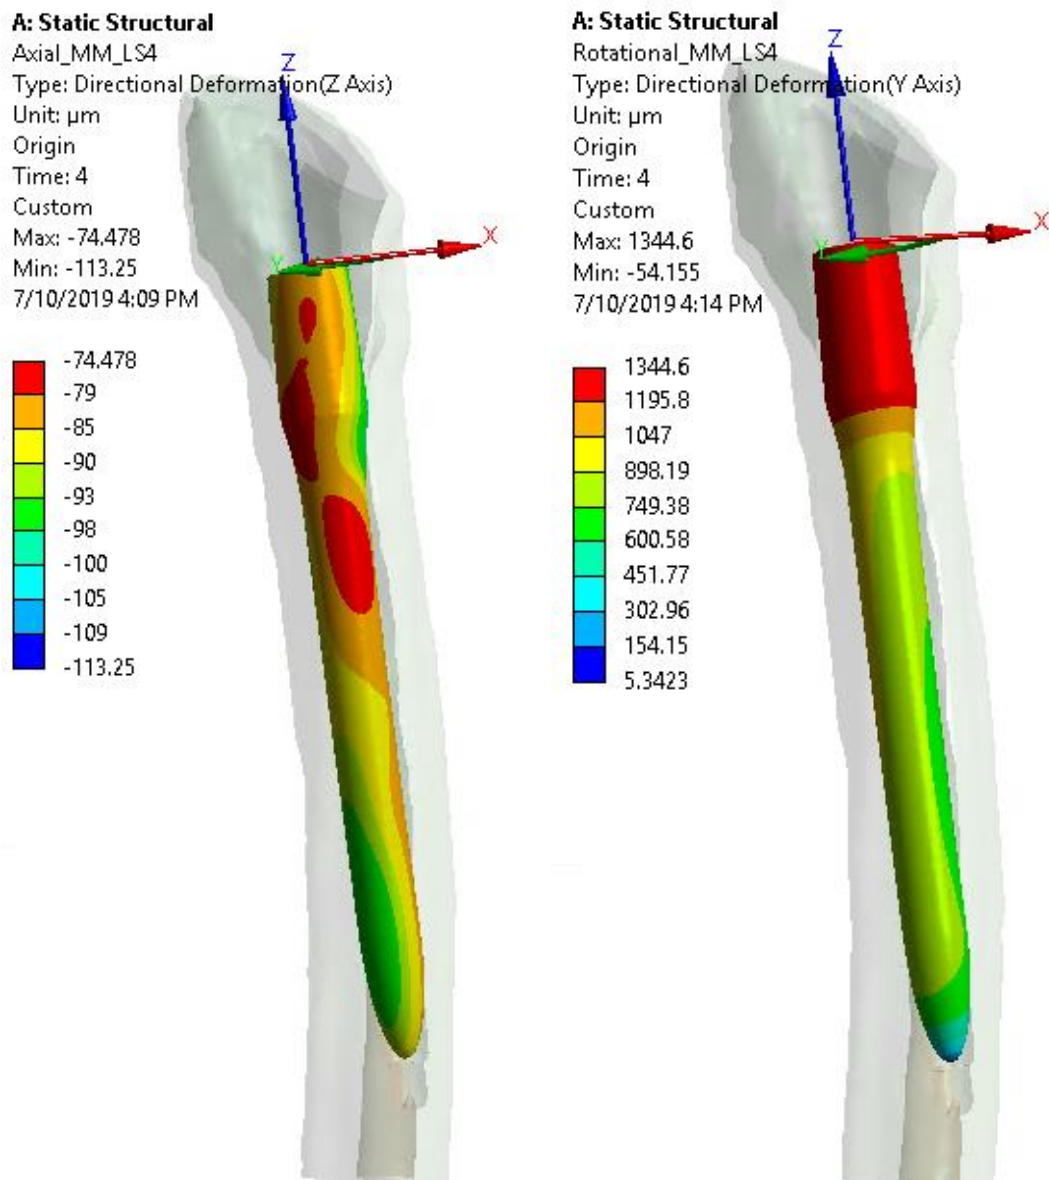 A: Static Structural
Axial_MM_LS4
Type: Directional Deformation(Z Axis)
Unit: µm
Origin
Time: 4
Custom
Max: -74.478
Min: -113.25
7/10/2019 4:09 PM
Z
X
Y
-74.478
-79
-85
-90
-93
-98
-100
-105
-109
-113.25
A: Static Structural
Rotational_MM_LS4
Type: Directional Deformation(Y Axis)
Unit: µm
Origin
Time: 4
Custom
Max: 1344.6
Min: -54.155
7/10/2019 4:14 PM
Z
X
Y
1344.6
1195.8
1047
898.19
749.38
600.58
451.77
302.96
154.15
5.3423